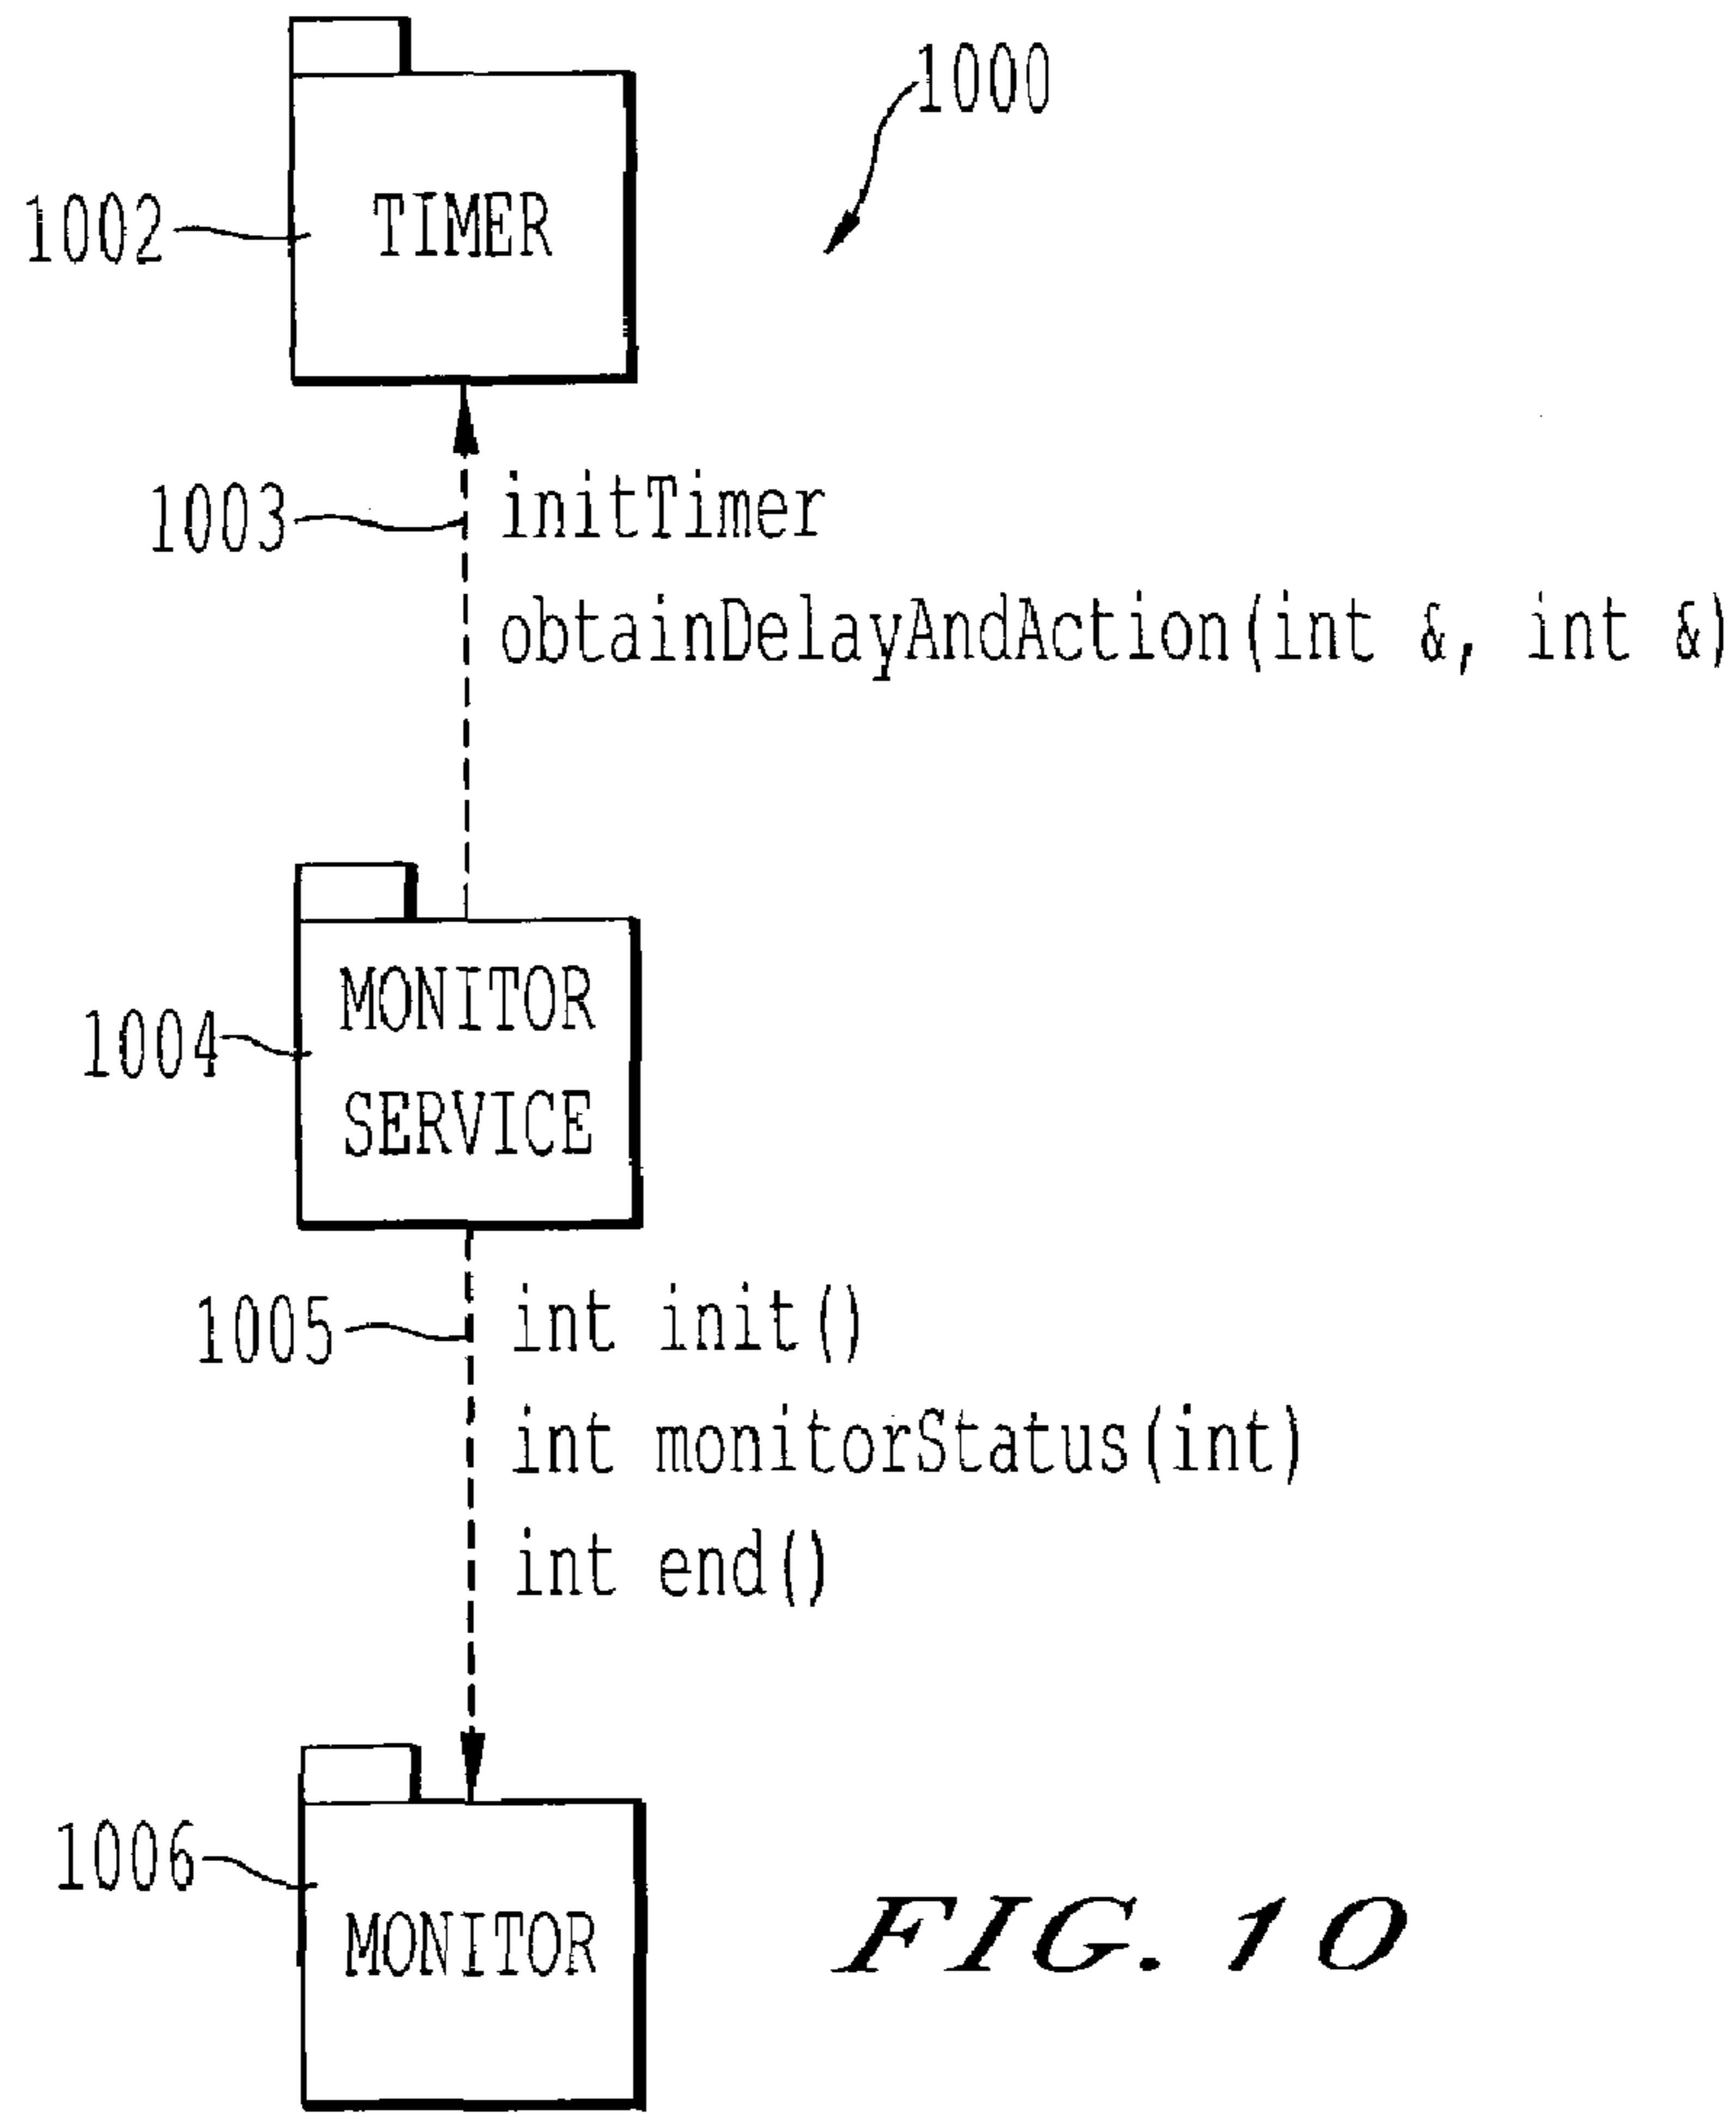 1000
1002
TIMER
1003
initTimer
obtainDelayAndAction(int &, int &)
MONITOR
1004
SERVICE
1005
int init()
int monitorStatus(int)
int end()
1006
MONITOR
FIG. 10